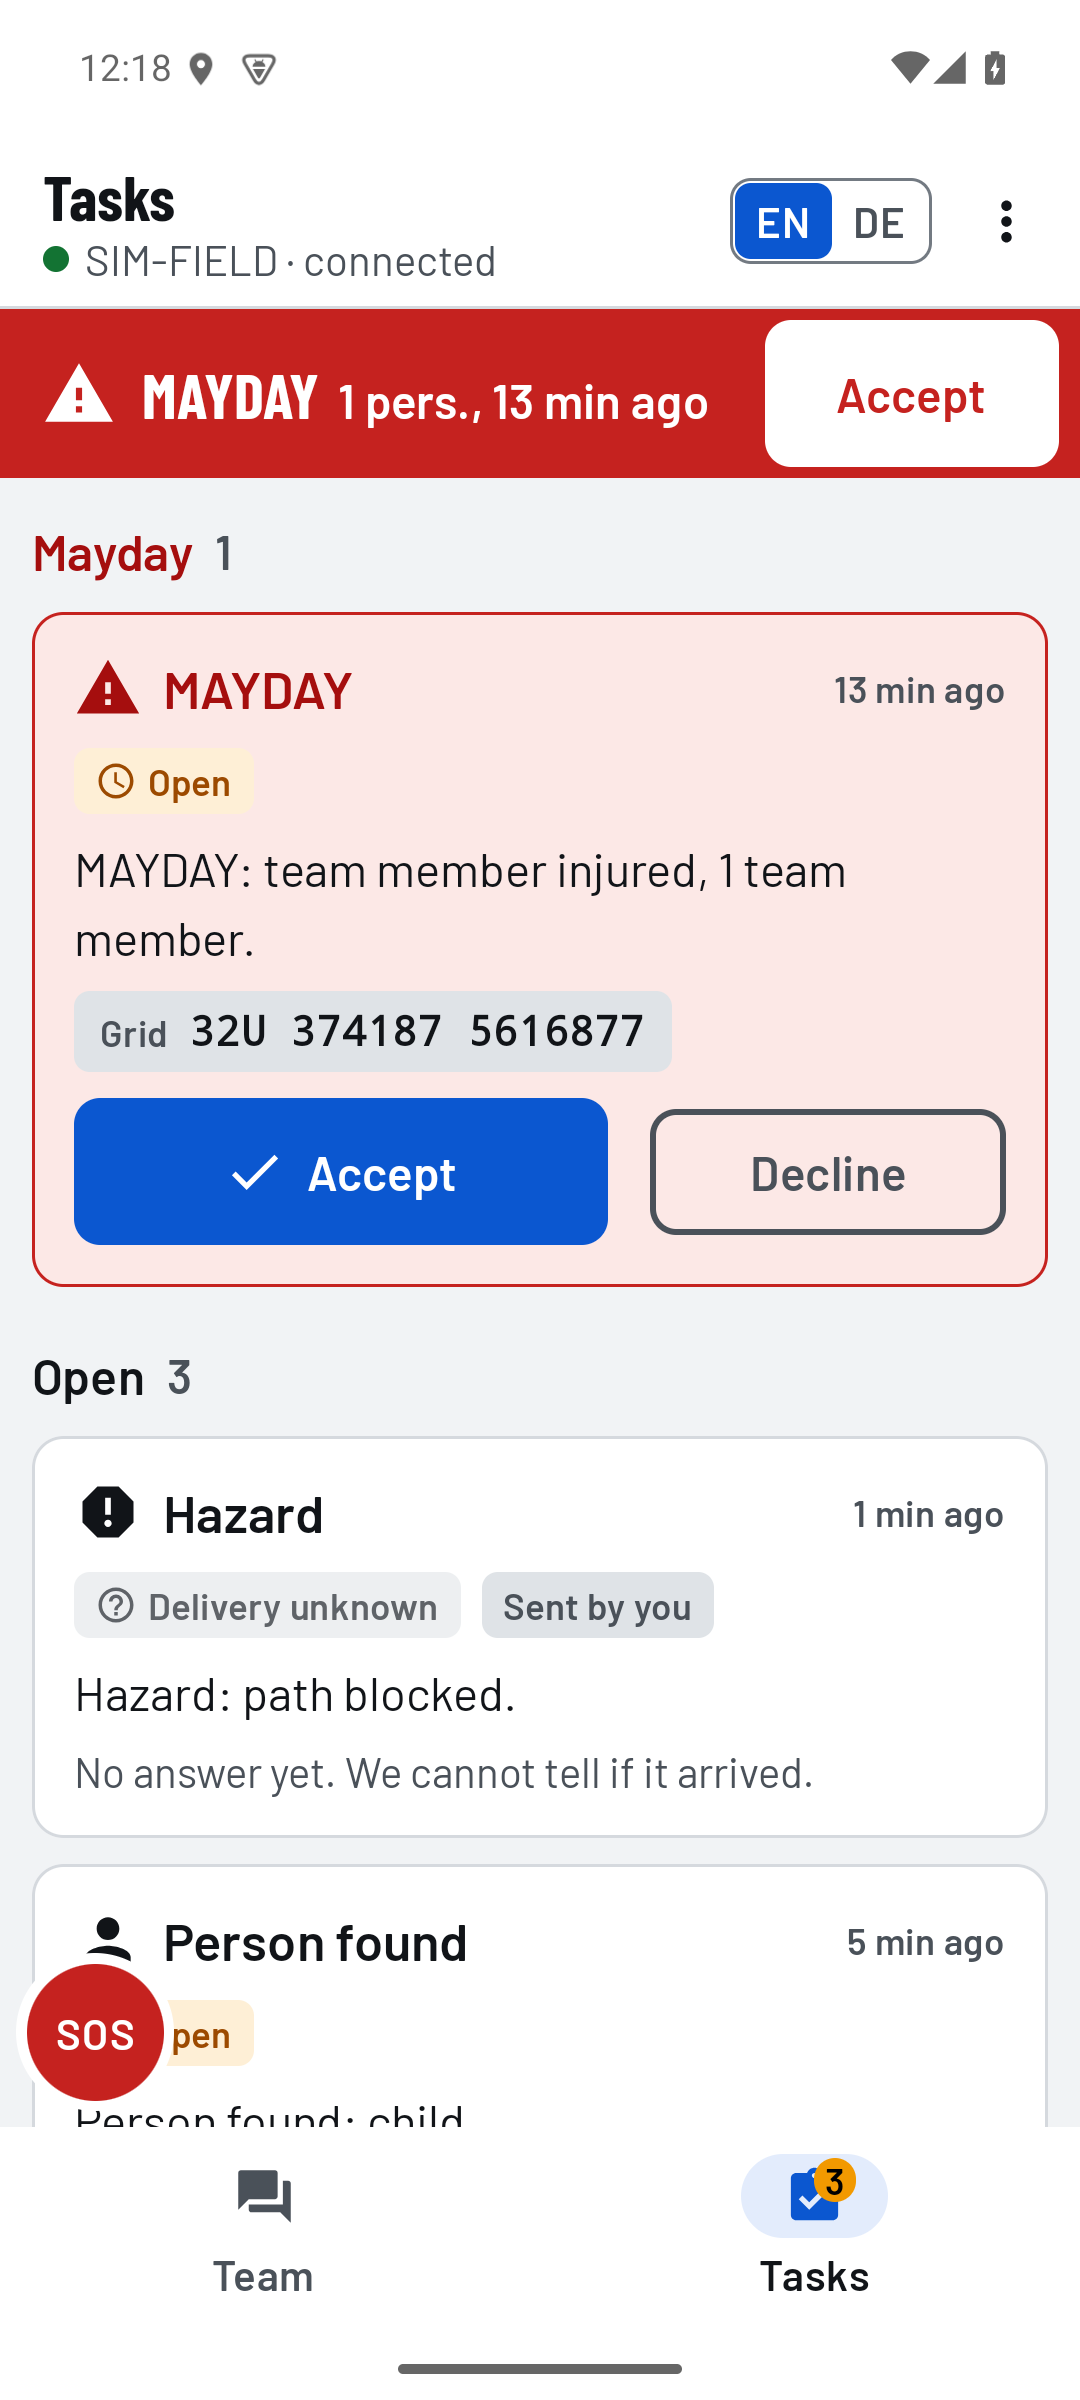 12:18
Tasks
SIM-FIELD · connected
EN DE
MAYDAY 1 pers., 13 min ago
Accept
Mayday 1
MAYDAY
13 min ago
Open
MAYDAY: team member injured, 1 team
member.
Grid 32U 374187 5616877
Accept
Decline
Open 3
Hazard
1 min ago
Delivery unknown
Sent by you
Hazard: path blocked.
No answer yet. We cannot tell if it arrived.
Person found
5 min ago
SOS
pen
Person found: child
3
Team
Tasks